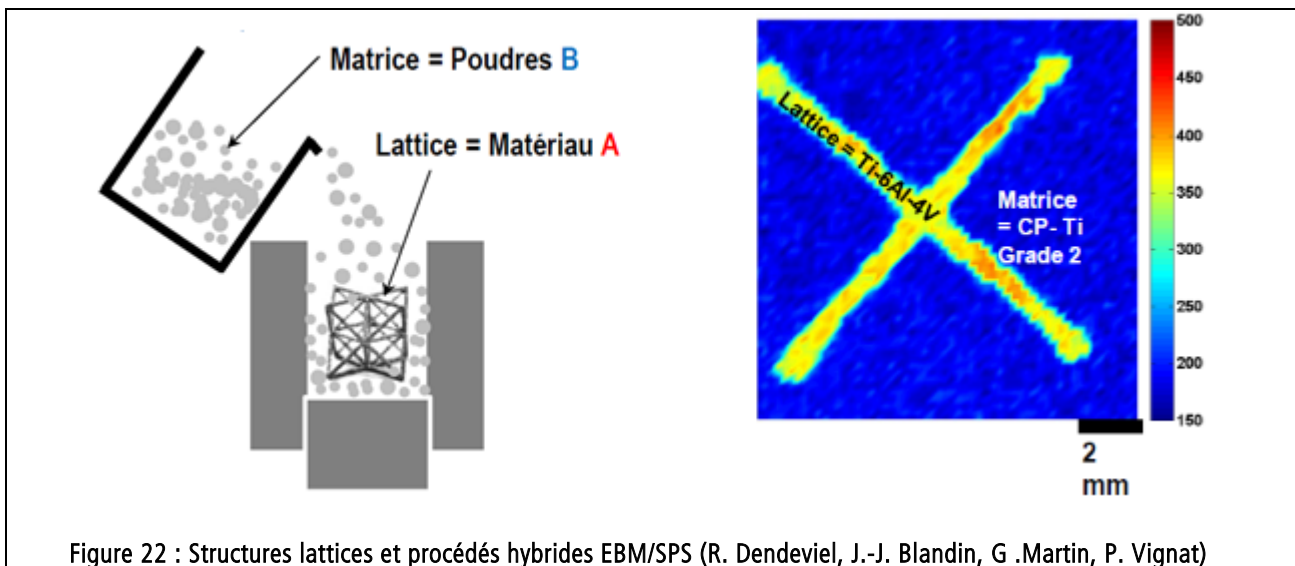 Matrice = Poudres B
Lattice = Matériau A
Lattice = Ti-6Al-4V
Matrice
= CP- Ti
Grade 2
500
450
400
350
300
250
200
150
2
mm
Figure 22 : Structures lattices et procédés hybrides EBM/SPS (R. Dendeviel, J.-J. Blandin, G .Martin, P. Vignat)